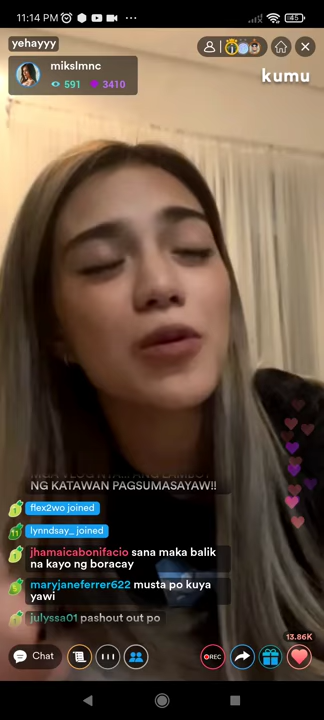 11:14 PM
45
yehayyy
mikslmnc
591 3410
kumu
NG KATAWAN PAGSUMASAYAW!!
flex2wo joined
lynndsay_ joined
jhamaicabonifacio sana maka balik
na kayo ng boracay
maryjaneferrer622 musta po kuya
yawi
julyssa01 pashout out po
13.86K
Chat
REC